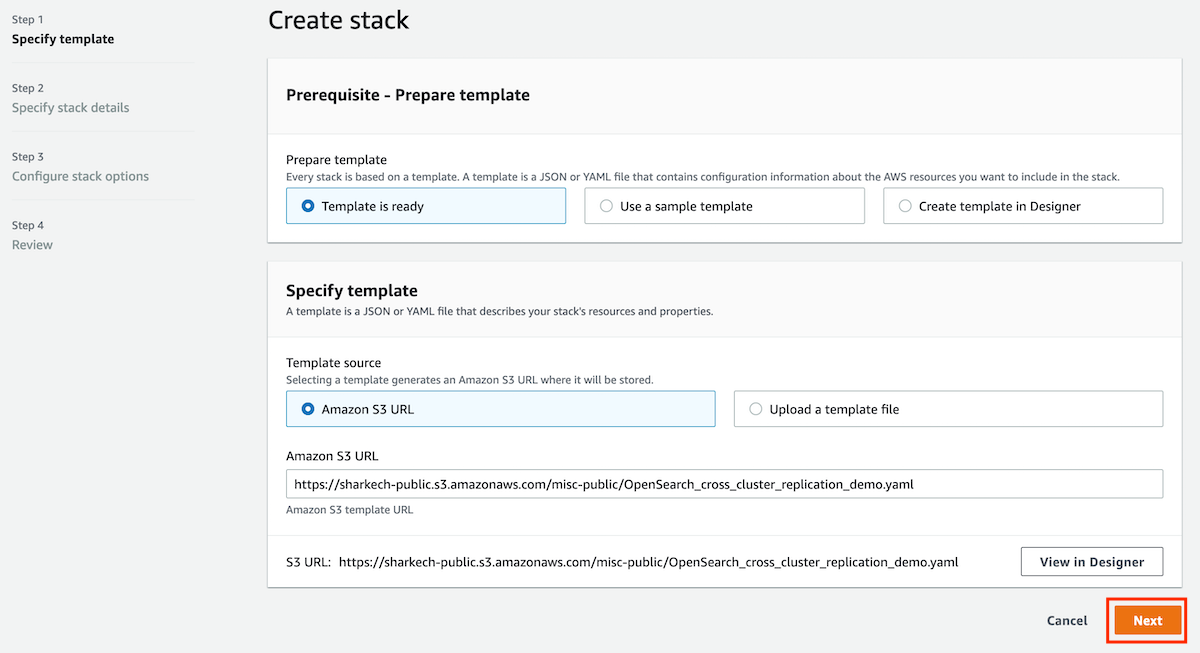 Step 1
Specify template
Step 2
Specify stack details
Step 3
Configure stack options
Step 4
Review
Create stack
Prerequisite - Prepare template
Prepare template
Every stack is based on a template. A template is a JSON or YAML file that contains configuration information about the AWS resources you want to include in the stack.
Template is ready
Use a sample template
Create template in Designer
Specify template
A template is a JSON or YAML file that describes your stack's resources and properties.
Template source
Selecting a template generates an Amazon S3 URL where it will be stored.
Amazon S3 URL
Upload a template file
Amazon S3 URL
https://sharkech-public.s3.amazonaws.com/misc-public/OpenSearch_cross_cluster_replication_demo.yaml
Amazon S3 template URL
S3 URL: https://sharkech-public.s3.amazonaws.com/misc-public/OpenSearch_cross_cluster_replication_demo.yaml
View in Designer
Cancel
Next